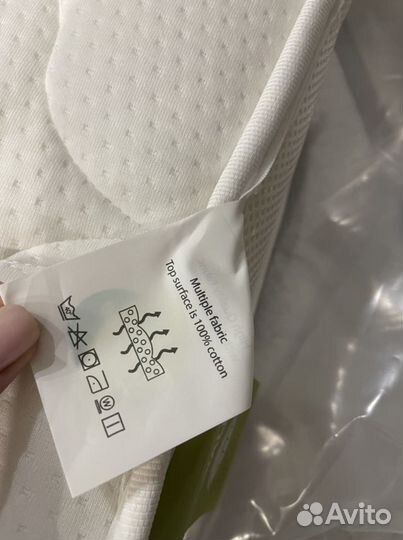 Multiple fabric
Top surface is 100% cotton
W
Avito